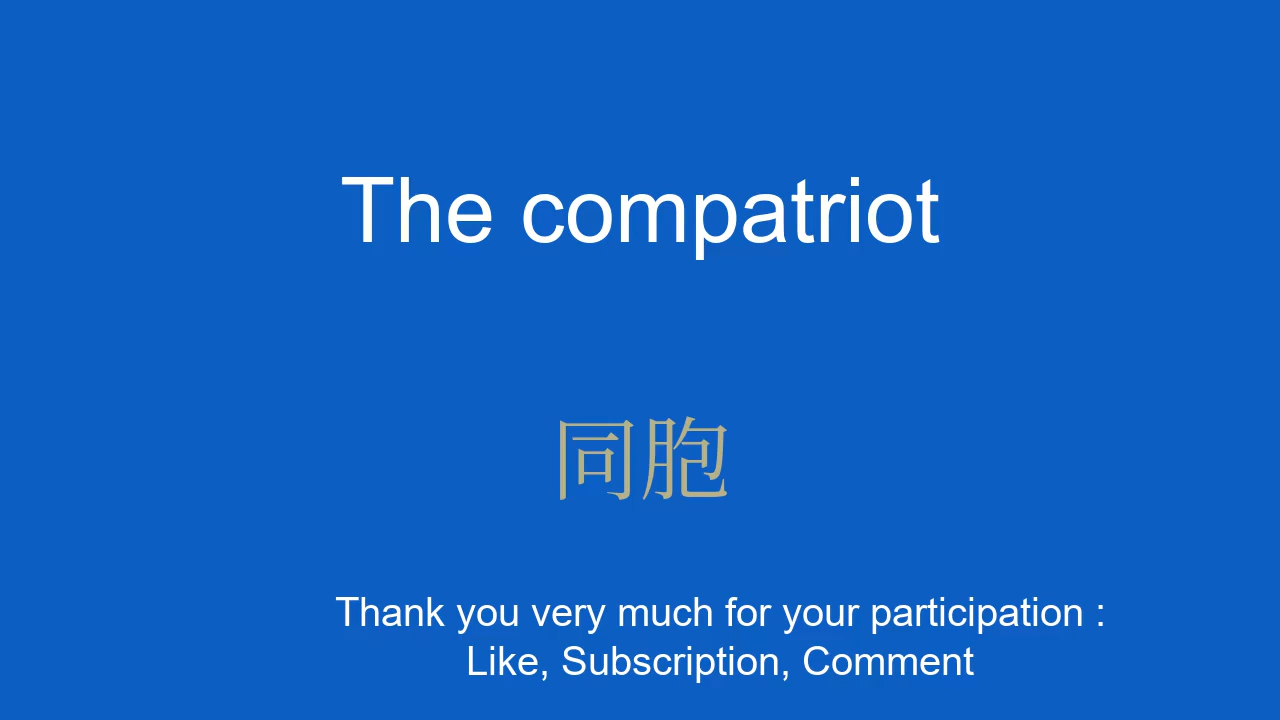 The compatriot
同胞
Thank you very much for your participation :
Like, Subscription, Comment